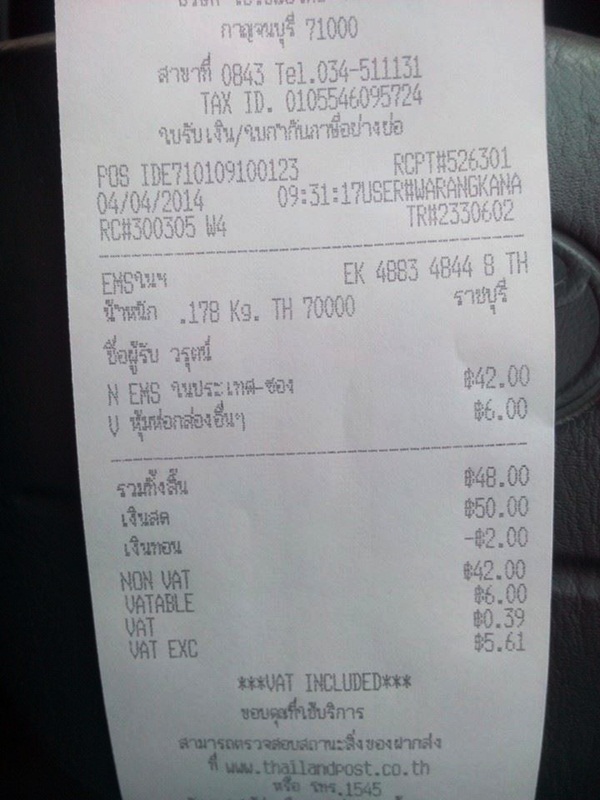 กาญจนบุรี 71000
สาขาที่ 0843 Tel.034-511131
TAX ID. 0105546095724
ใบรับเงิน/ใบกำกับภาษีอย่างย่อ
POS IDE710109100123 RCPT#526301
04/04/2014 09:31:17USER#WARANGKANA
RC#300305 W4 TR#2330602
EMSในฯ EK 4883 4844 8 TH
น้ำหนัก .178 Kg. TH 70000 ราชบุรี
ชื่อผู้รับ วรุตน์
N EMS ในประเทศ-ซอง ฿42.00
V หุ้มห่อกล่องอื่นๆ ฿6.00
รวมทั้งสิ้น ฿48.00
เงินสด ฿50.00
เงินทอน -฿2.00
NON VAT ฿42.00
VATABLE ฿6.00
VAT ฿0.39
VAT EXC ฿5.61
***VAT INCLUDED***
ขอบคุณที่ใช้บริการ
สามารถตรวจสอบสถานะสิ่งของฝากส่ง
ที่ www.thailandpost.co.th
หรือ โทร.1545